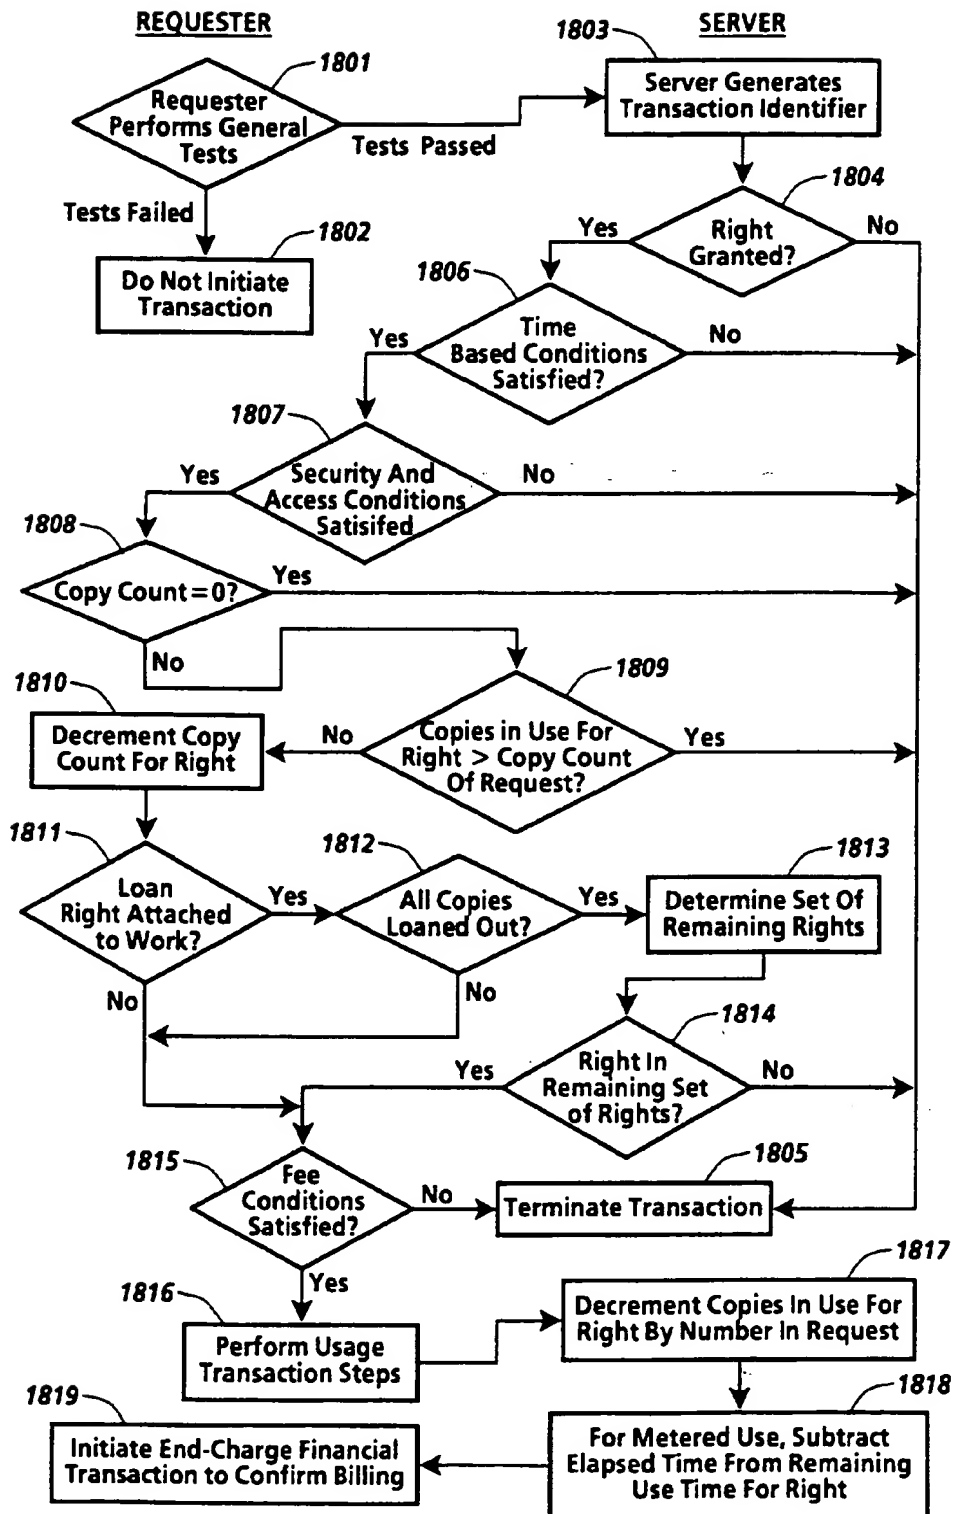 REQUESTER
SERVER
1801
Requester
Performs General
Tests
Tests Passed
Tests Failed
1802
Do Not Initiate
Transaction
1803
Server Generates
Transaction Identifier
1804
Right
Granted?
Yes
No
1806
Time
Based Conditions
Satisfied?
Yes
No
1807
Security And
Access Conditions
Satisifed
Yes
No
1808
Copy Count = 0?
Yes
No
1809
Copies in Use For
Right > Copy Count
Of Request?
No
Yes
1810
Decrement Copy
Count For Right
1811
Loan
Right Attached
to Work?
Yes
No
1812
All Copies
Loaned Out?
Yes
No
1813
Determine Set Of
Remaining Rights
1814
Right In
Remaining Set
of Rights?
Yes
No
1815
Fee
Conditions
Satisfied?
No
Yes
1805
Terminate Transaction
1816
Perform Usage
Transaction Steps
1817
Decrement Copies In Use For
Right By Number In Request
1818
For Metered Use, Subtract
Elapsed Time From Remaining
Use Time For Right
1819
Initiate End-Charge Financial
Transaction to Confirm Billing